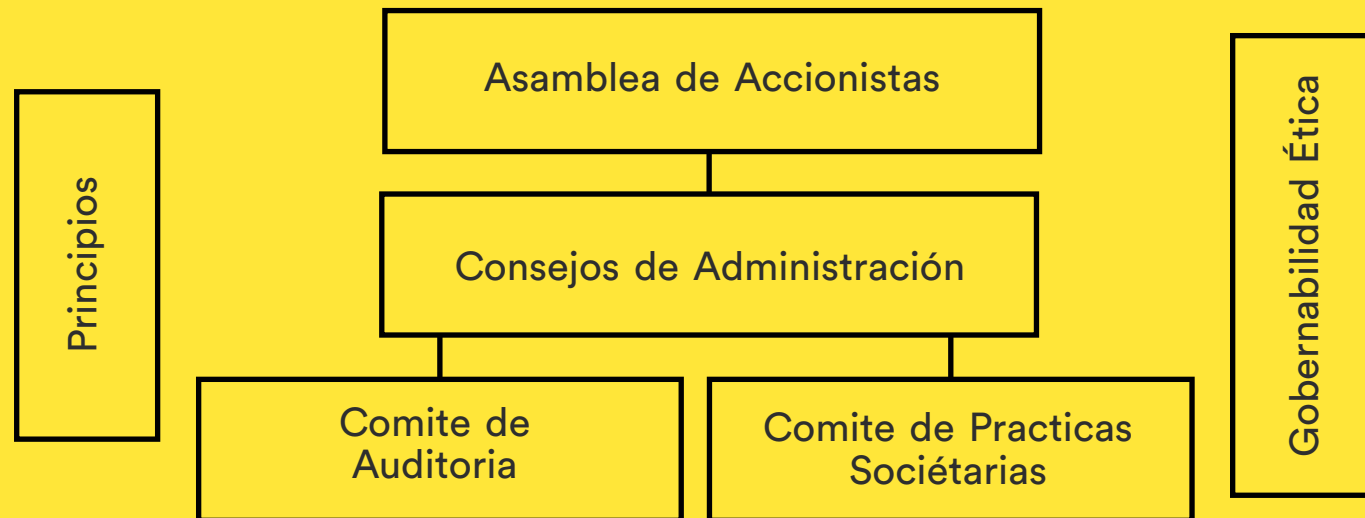 Asamblea de Accionistas
Principios
Gobernabilidad Ética
Consejos de Administración
Comite de
Auditoria
Comite de Practicas
Sociétarias